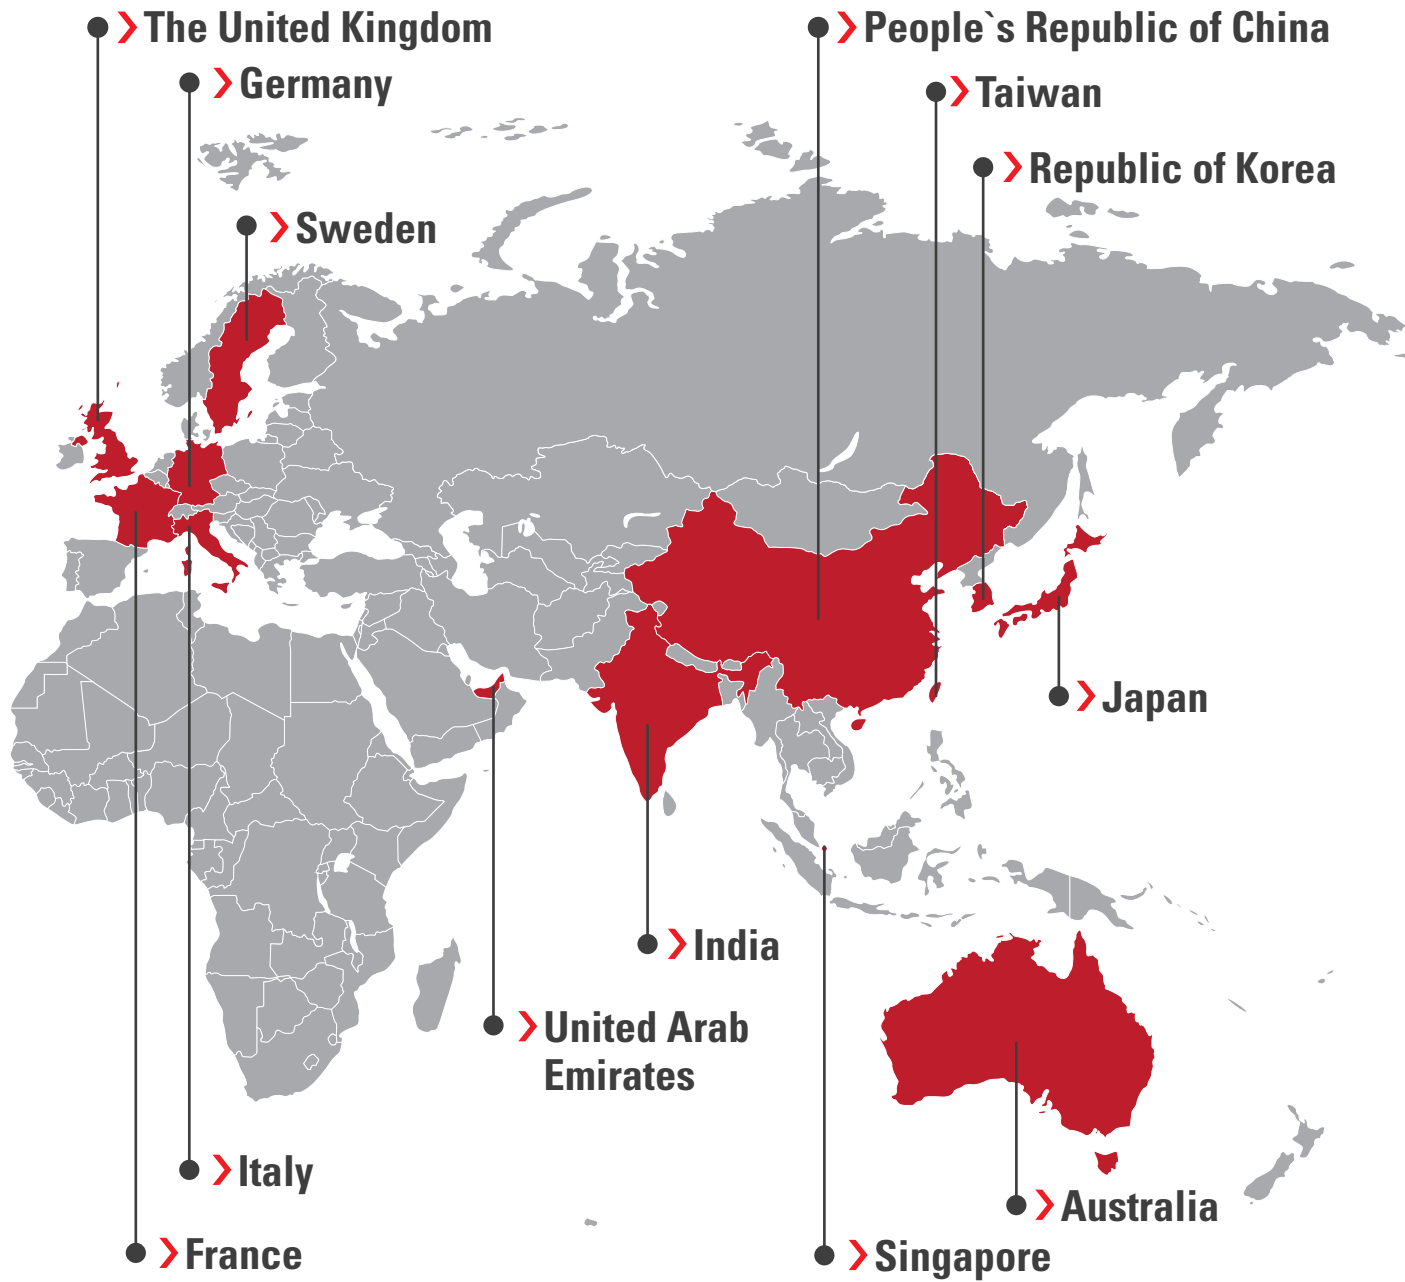 The United Kingdom
People`s Republic of China
Germany
Taiwan
Republic of Korea
Sweden
Japan
India
United Arab
Emirates
Italy
Australia
France
Singapore